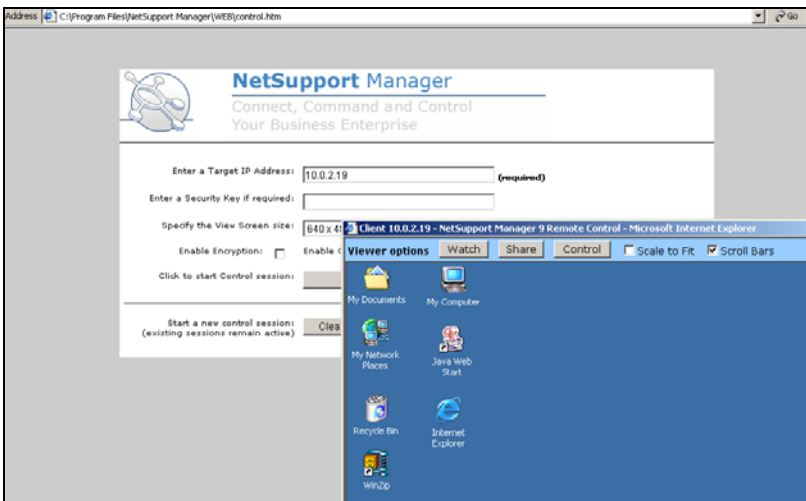 Address C:\Program Files\NetSupport Manager\WEB\control.htm Go
NetSupport Manager
Connect, Command and Control
Your Business Enterprise
Enter a Target IP Address: 10.0.2.19 (required)
Enter a Security Key if required:
Specify the View Screen size: 640 x
Enable Encryption: Enable
Click to start Control session:
Start a new control session: Clea
(existing sessions remain active)
Client 10.0.2.19 - NetSupport Manager 9 Remote Control - Microsoft Internet Explorer
Viewer options Watch Share Control Scale to Fit Scroll Bars
My Documents My Computer
My Network Places
Java Web Start
Recycle Bin
Internet Explorer
WinZip